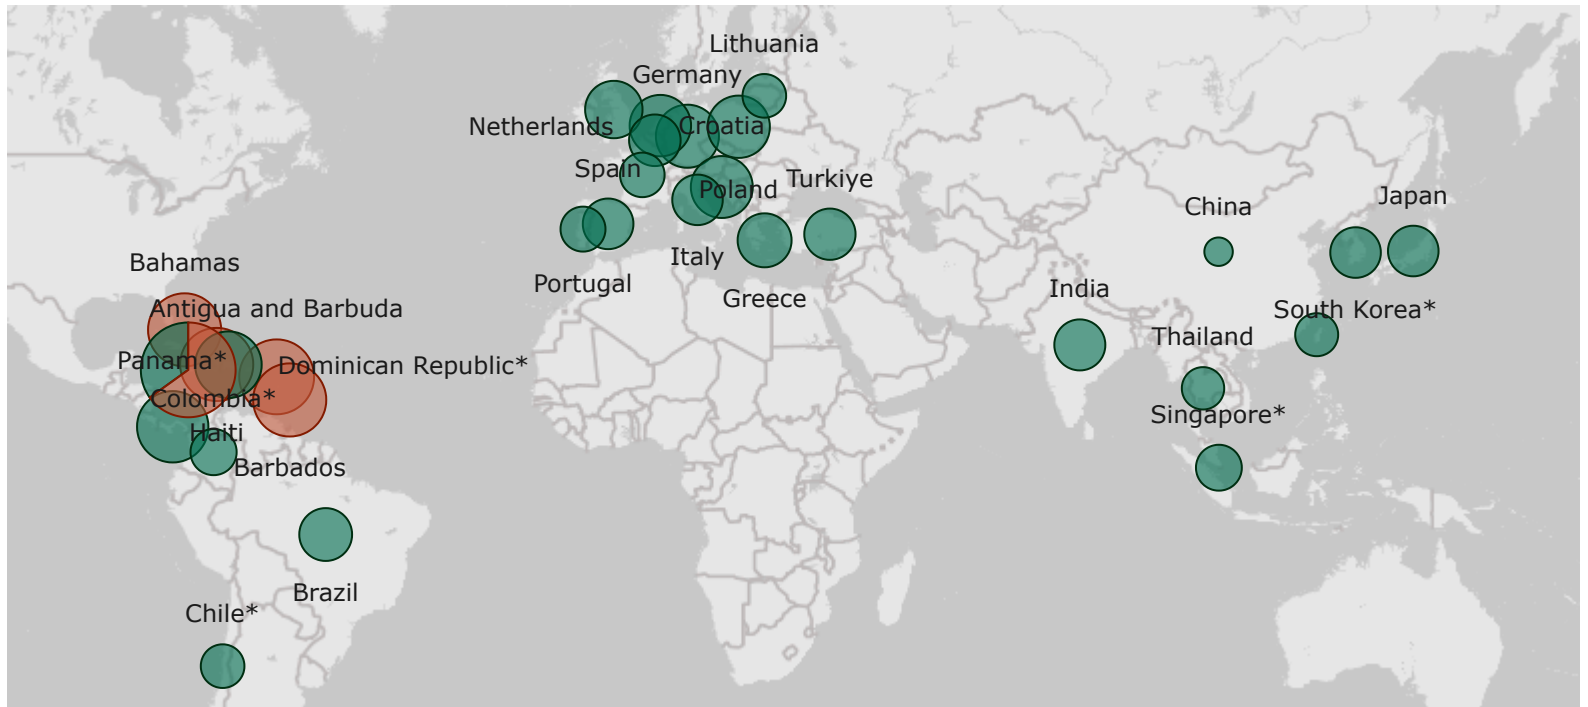 Lithuania
Germany
Netherlands
Croatia
Spain
Poland
Turkiye
Japan
China
Italy
Bahamas
Portugal
Greece
India
Antigua and Barbuda
South Korea*
Thailand
Panama*
Dominican Republic*
Colombia*
Singapore*
Haiti
Barbados
Brazil
Chile*